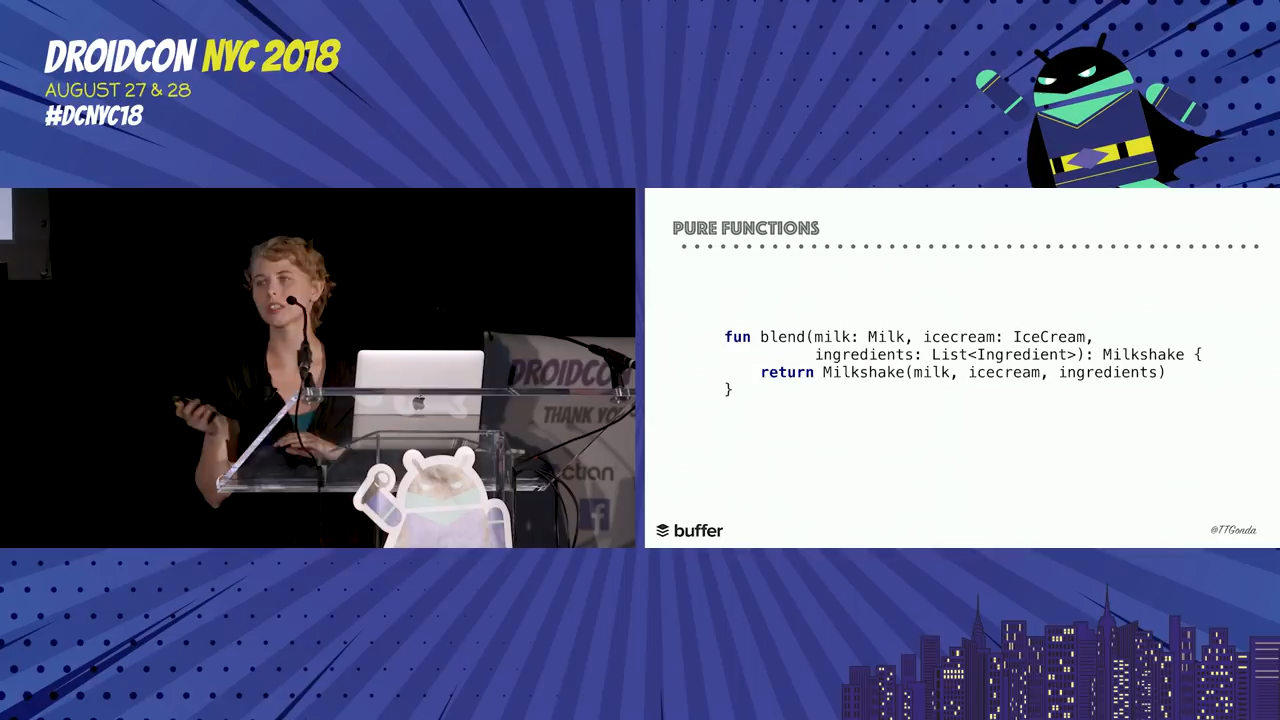 DROIDCON NYC 2018
AUGUST 27 & 28
#DCNYC18
PURE FUNCTIONS
fun blend(milk: Milk, icecream: IceCream,
ingredients: List<Ingredient>): Milkshake {
return Milkshake(milk, icecream, ingredients)
}
buffer
@TTGonda
DROIDCO
THANK YO
ction